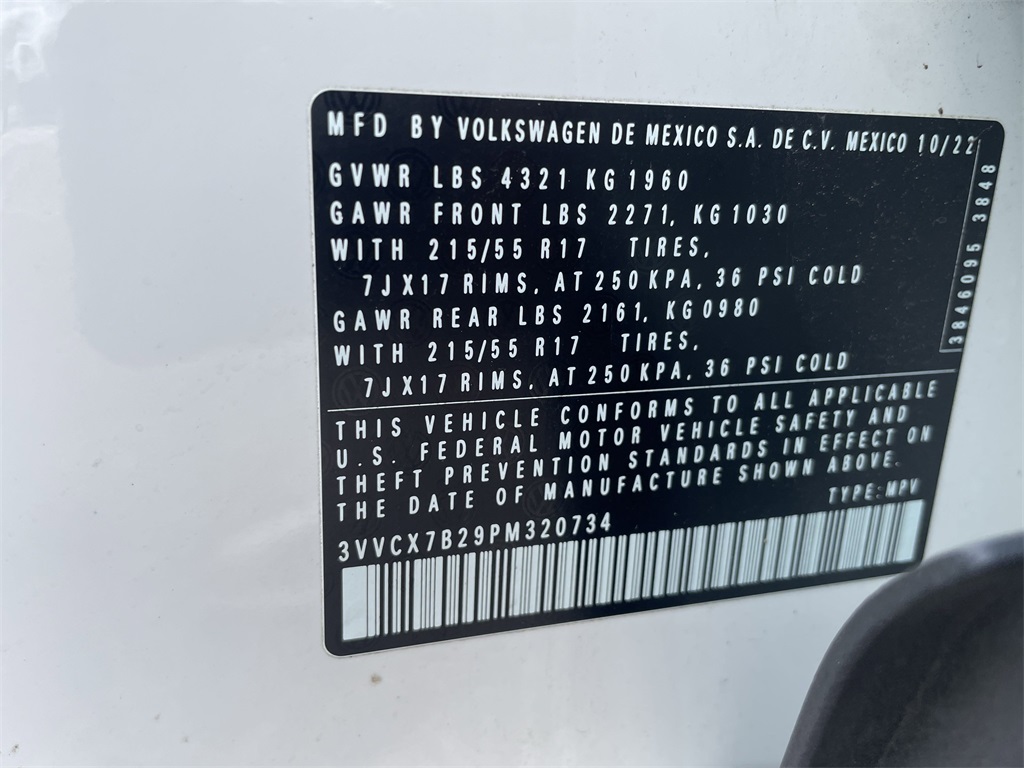 MFD BY VOLKSWAGEN DE MEXICO S.A. DE C.V. MEXICO 10/22
GVWR LBS 4321 KG 1960
GAWR FRONT LBS 2271, KG 1030
WITH 215/55 R17 TIRES,
7JX17 RIMS, AT 250 KPA, 36 PSI COLD
GAWR REAR LBS 2161, KG 0980
WITH 215/55 R17 TIRES,
7JX17 RIMS, AT 250 KPA, 36 PSI COLD
3846095 3848
THIS VEHICLE CONFORMS TO ALL APPLICABLE
U.S. FEDERAL MOTOR VEHICLE SAFETY AND
THEFT PREVENTION STANDARDS IN EFFECT ON
THE DATE OF MANUFACTURE SHOWN ABOVE.
TYPE: MPV
3VVCX7B29PM320734